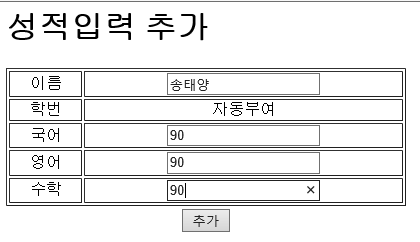 성적입력 추가
이름 송태양
학번 자동부여
국어 90
영어 90
수학 90 ×
추가